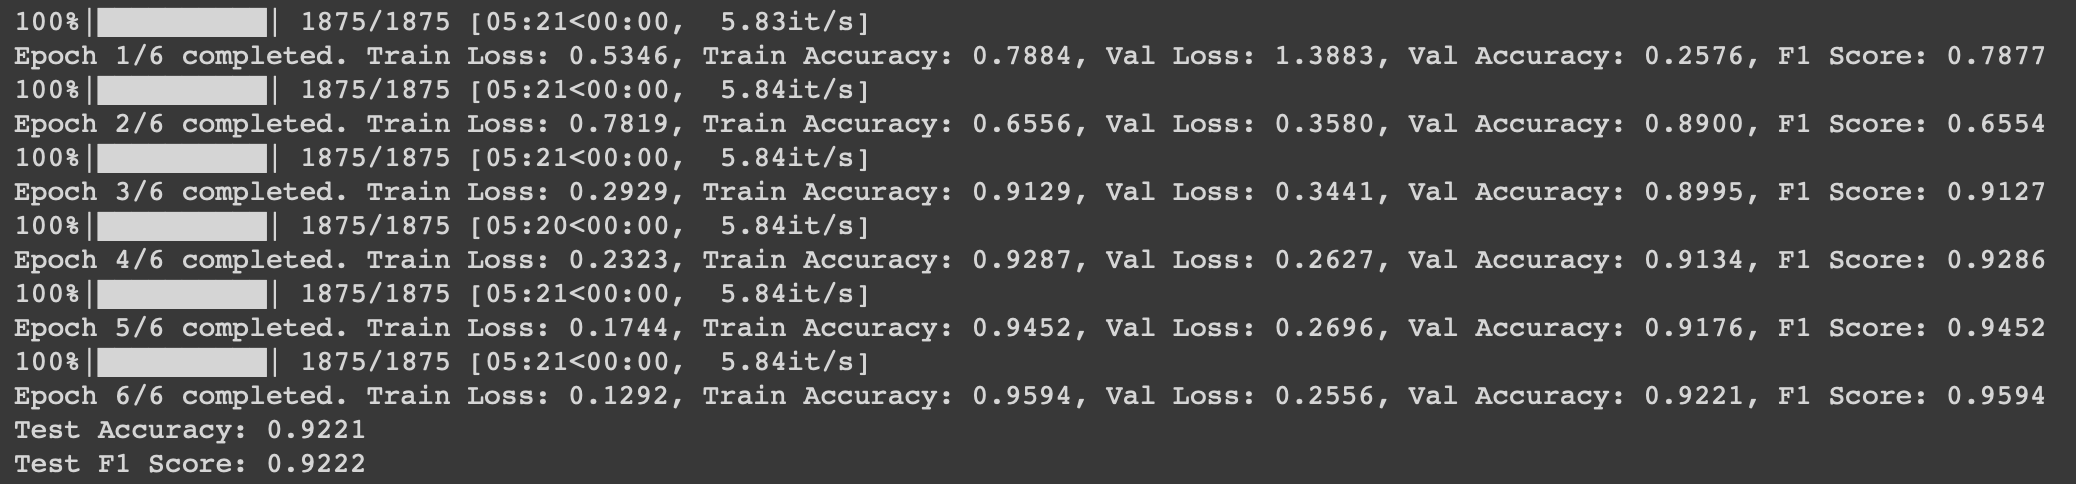 100%|██████████| 1875/1875 [05:21<00:00,  5.83it/s]
Epoch 1/6 completed. Train Loss: 0.5346, Train Accuracy: 0.7884, Val Loss: 1.3883, Val Accuracy: 0.2576, F1 Score: 0.7877
100%|██████████| 1875/1875 [05:21<00:00,  5.84it/s]
Epoch 2/6 completed. Train Loss: 0.7819, Train Accuracy: 0.6556, Val Loss: 0.3580, Val Accuracy: 0.8900, F1 Score: 0.6554
100%|██████████| 1875/1875 [05:21<00:00,  5.84it/s]
Epoch 3/6 completed. Train Loss: 0.2929, Train Accuracy: 0.9129, Val Loss: 0.3441, Val Accuracy: 0.8995, F1 Score: 0.9127
100%|██████████| 1875/1875 [05:20<00:00,  5.84it/s]
Epoch 4/6 completed. Train Loss: 0.2323, Train Accuracy: 0.9287, Val Loss: 0.2627, Val Accuracy: 0.9134, F1 Score: 0.9286
100%|██████████| 1875/1875 [05:21<00:00,  5.84it/s]
Epoch 5/6 completed. Train Loss: 0.1744, Train Accuracy: 0.9452, Val Loss: 0.2696, Val Accuracy: 0.9176, F1 Score: 0.9452
100%|██████████| 1875/1875 [05:21<00:00,  5.84it/s]
Epoch 6/6 completed. Train Loss: 0.1292, Train Accuracy: 0.9594, Val Loss: 0.2556, Val Accuracy: 0.9221, F1 Score: 0.9594
Test Accuracy: 0.9221
Test F1 Score: 0.9222